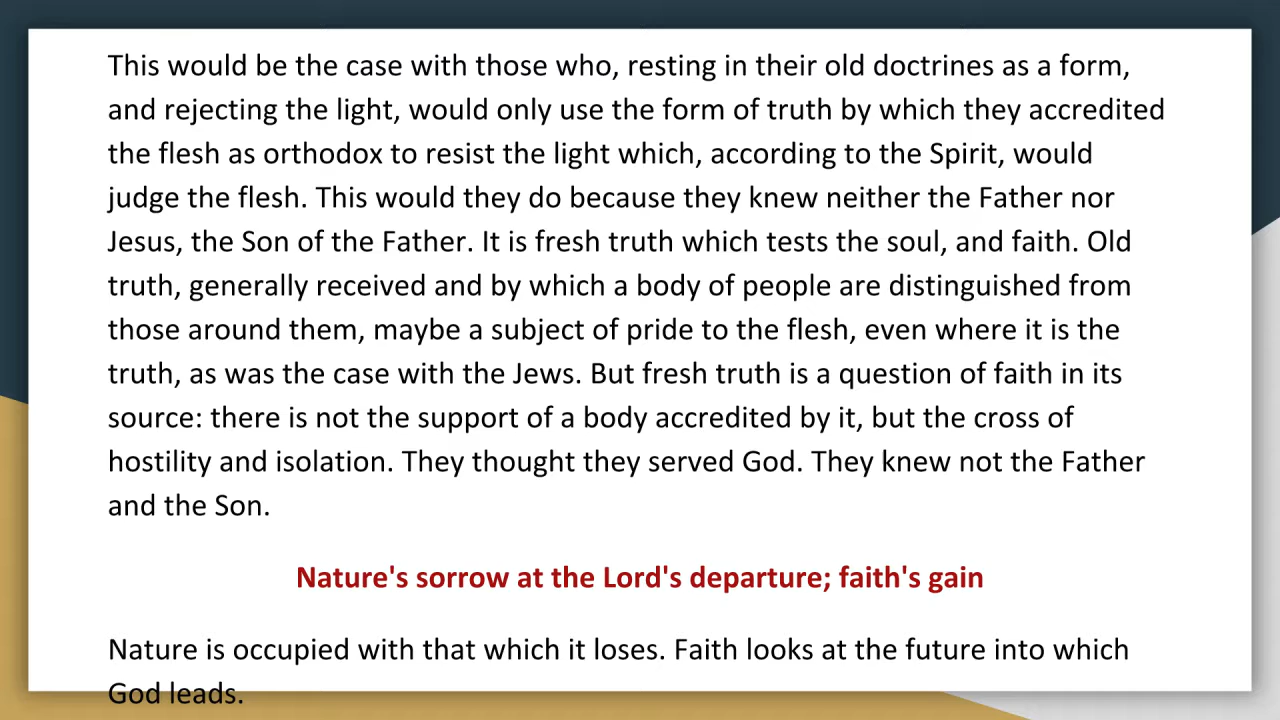 This would be the case with those who, resting in their old doctrines as a form,
and rejecting the light, would only use the form of truth by which they accredited
the flesh as orthodox to resist the light which, according to the Spirit, would
judge the flesh. This would they do because they knew neither the Father nor
Jesus, the Son of the Father. It is fresh truth which tests the soul, and faith. Old
truth, generally received and by which a body of people are distinguished from
those around them, maybe a subject of pride to the flesh, even where it is the
truth, as was the case with the Jews. But fresh truth is a question of faith in its
source: there is not the support of a body accredited by it, but the cross of
hostility and isolation. They thought they served God. They knew not the Father
and the Son.
Nature's sorrow at the Lord's departure; faith's gain
Nature is occupied with that which it loses. Faith looks at the future into which
God leads.